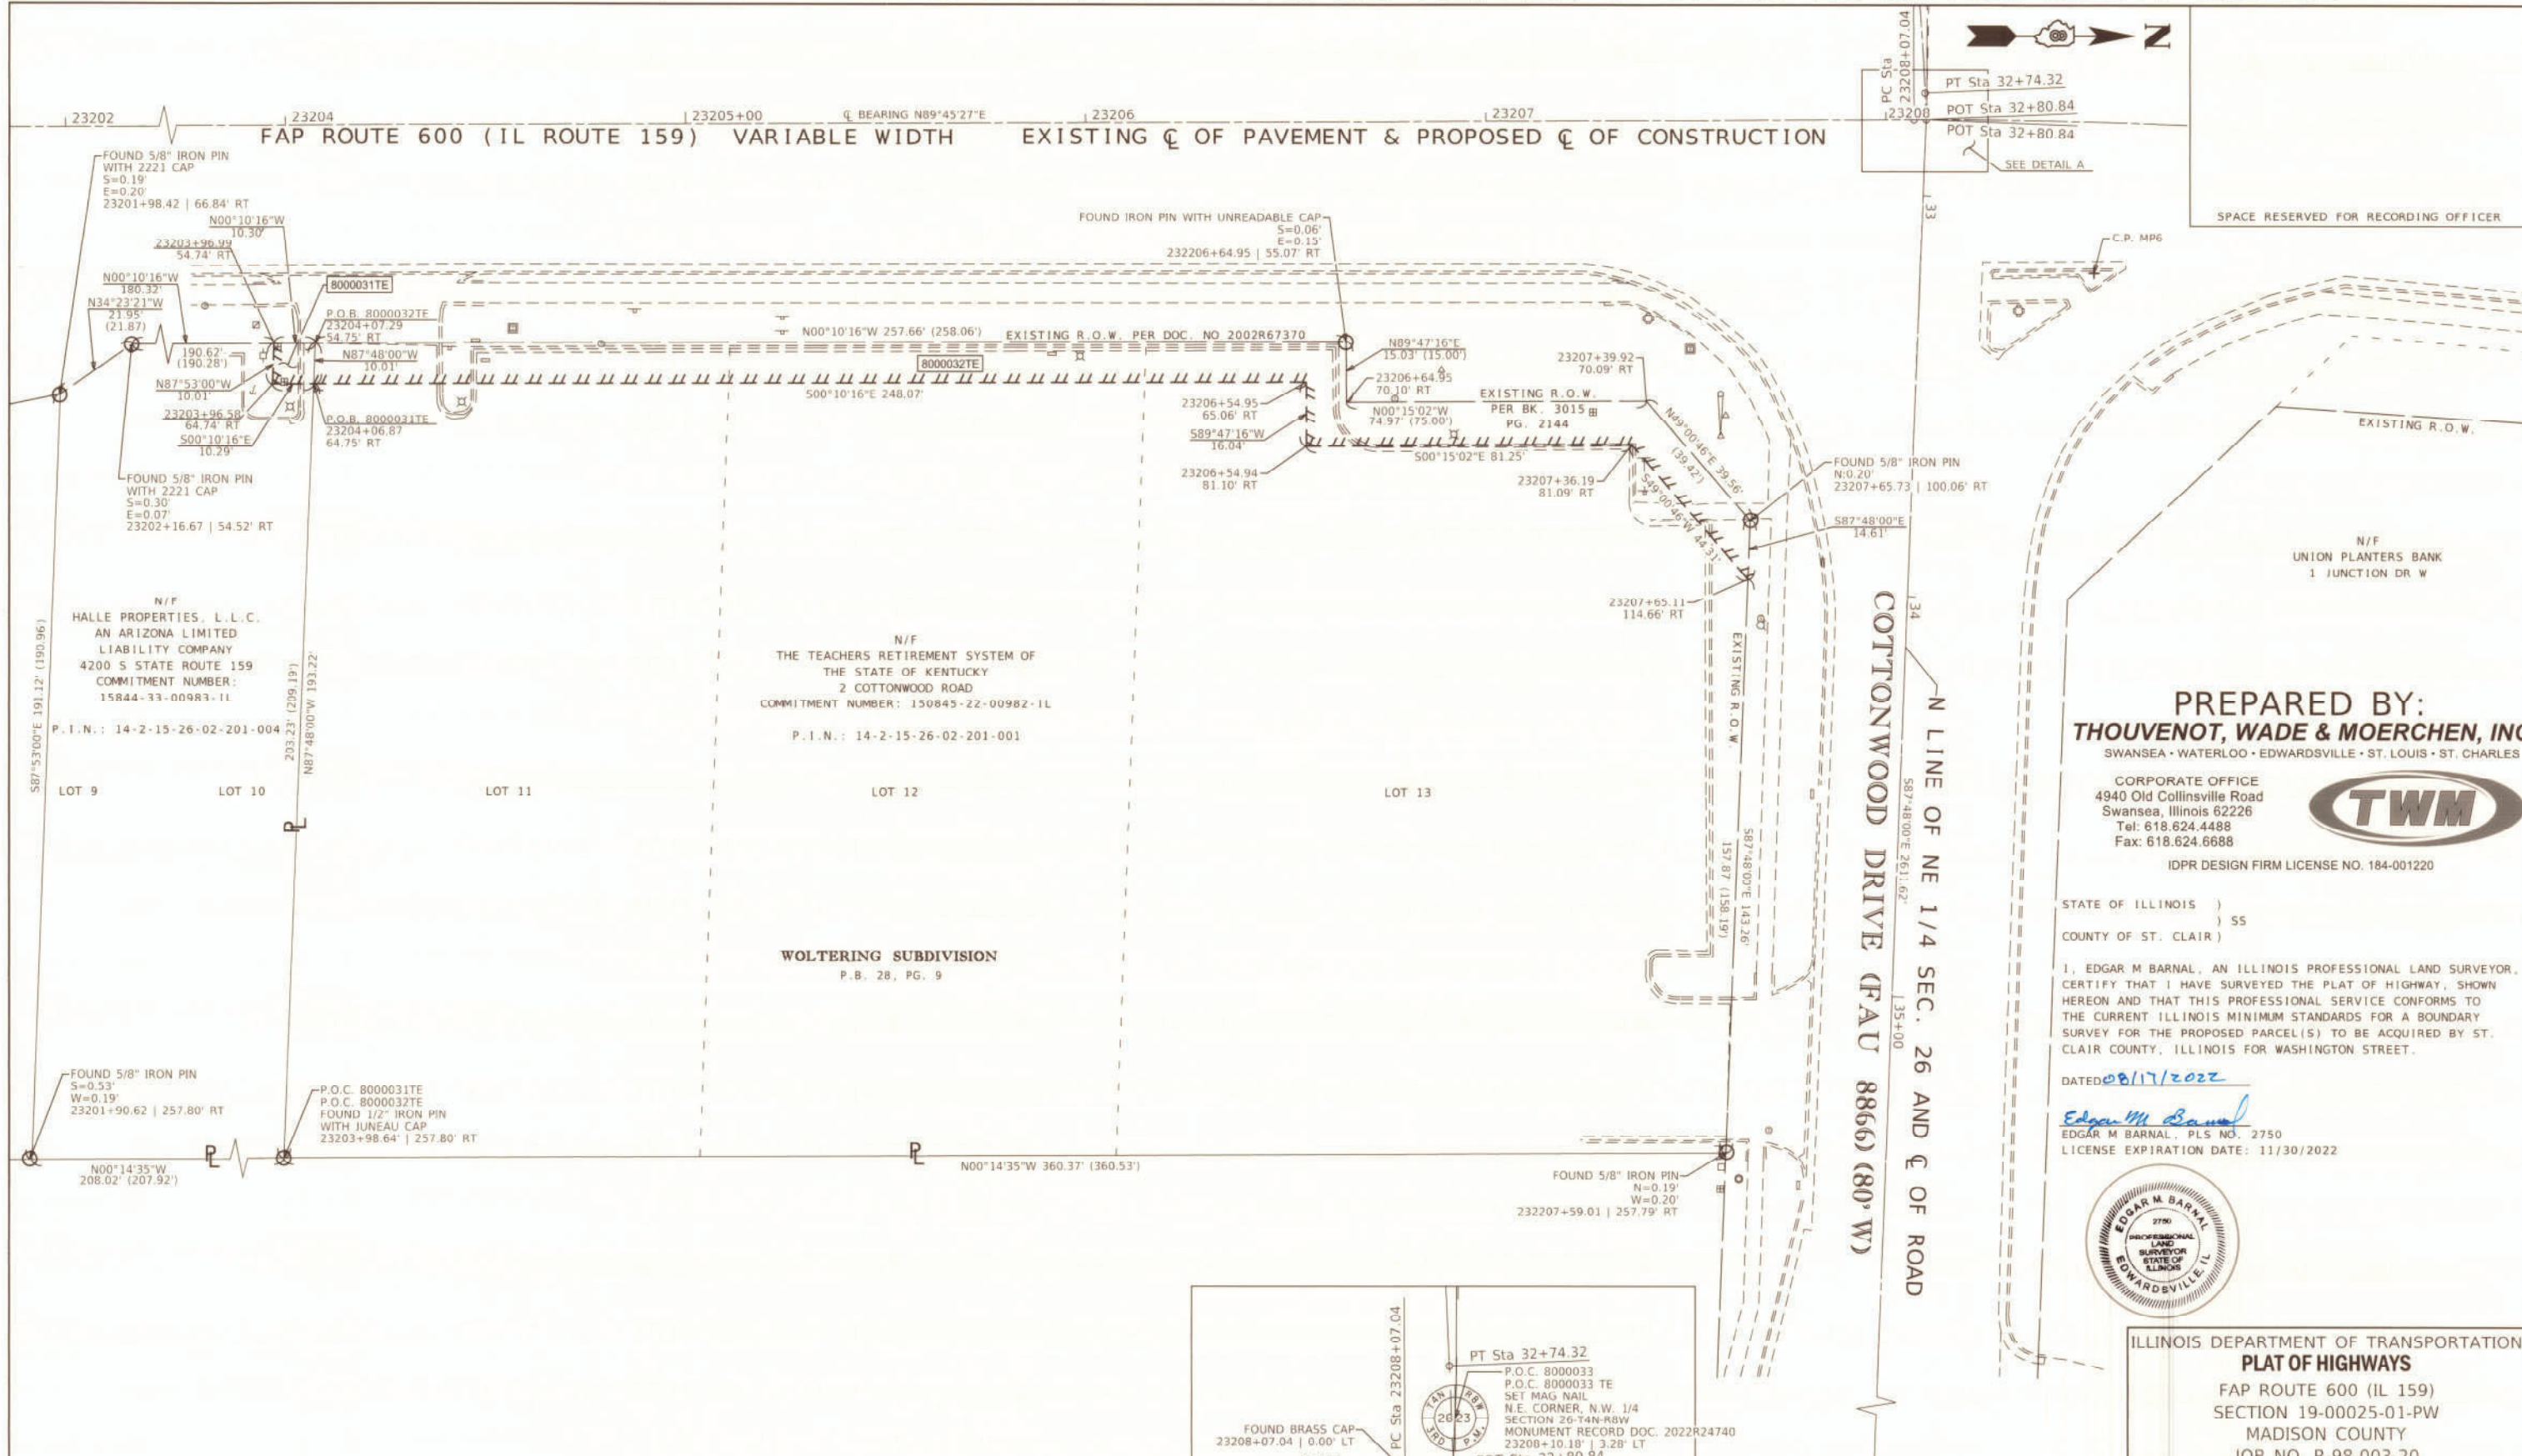 23202
23204
23205+00
℄ BEARING N89°45'27"E
23206
23207
23208
FAP ROUTE 600 (IL ROUTE 159) VARIABLE WIDTH EXISTING ℄ OF PAVEMENT & PROPOSED ℄ OF CONSTRUCTION
PC Sta
23208+07.04
PT Sta 32+74.32
POT Sta 32+80.84
POT Sta 32+80.84
SEE DETAIL A
N
SPACE RESERVED FOR RECORDING OFFICER
FOUND 5/8" IRON PIN
WITH 2221 CAP
S=0.19'
E=0.20'
23201+98.42 | 66.84' RT
N00°10'16"W
10.30'
23203+96.99
54.74' RT
N00°10'16"W
180.32'
N34°23'21"W
21.95'
(21.87)
8000031TE
P.O.B. 8000032TE
23204+07.29
54.75' RT
N87°48'00"W
10.01'
190.62'
(190.28')
N87°53'00"W
10.01'
23203+96.58
64.74' RT
S00°10'16"E
10.29'
P.O.B. 8000031TE
23204+06.87
64.75' RT
FOUND 5/8" IRON PIN
WITH 2221 CAP
S=0.30'
E=0.07'
23202+16.67 | 54.52' RT
N00°10'16"W 257.66' (258.06')
EXISTING R.O.W. PER DOC. NO 2002R67370
8000032TE
S00°10'16"E 248.07'
FOUND IRON PIN WITH UNREADABLE CAP
S=0.06'
E=0.15'
232206+64.95 | 55.07' RT
N89°47'16"E
15.03' (15.00')
23206+64.95
70.10' RT
23207+39.92
70.09' RT
EXISTING R.O.W.
PER BK. 3015
PG. 2144
N00°15'02"W
74.97' (75.00')
23206+54.95
65.06' RT
S89°47'16"W
16.04'
23206+54.94
81.10' RT
S00°15'02"E 81.25'
23207+36.19
81.09' RT
N49°00'46"E 39.56'
(39.42')
S49°00'46"W 44.31'
FOUND 5/8" IRON PIN
N:0.20'
23207+65.73 | 100.06' RT
S87°48'00"E
14.61'
23207+65.11
114.66' RT
33
34
35+00
C.P. MP6
EXISTING R.O.W.
N/F
UNION PLANTERS BANK
1 JUNCTION DR W
N/F
HALLE PROPERTIES, L.L.C.
AN ARIZONA LIMITED
LIABILITY COMPANY
4200 S STATE ROUTE 159
COMMITMENT NUMBER:
15844-33-00983-IL
P.I.N.: 14-2-15-26-02-201-004
S87°53'00"E 191.12' (190.96')
203.23' (209.19')
N87°48'00"W 193.22'
N/F
THE TEACHERS RETIREMENT SYSTEM OF
THE STATE OF KENTUCKY
2 COTTONWOOD ROAD
COMMITMENT NUMBER: 150845-22-00982-IL
P.I.N.: 14-2-15-26-02-201-001
LOT 9
LOT 10
LOT 11
LOT 12
LOT 13
WOLTERING SUBDIVISION
P.B. 28, PG. 9
EXISTING R.O.W.
S87°48'00"E 143.26'
157.87 (158.19')
COTTONWOOD DRIVE (FAU 8866) (80' W)
S87°48'00"E 2611.62'
N LINE OF NE 1/4 SEC. 26 AND ℄ OF ROAD
FOUND 5/8" IRON PIN
S=0.53'
W=0.19'
23201+90.62 | 257.80' RT
P.O.C. 8000031TE
P.O.C. 8000032TE
FOUND 1/2" IRON PIN
WITH JUNEAU CAP
23203+98.64' | 257.80' RT
N00°14'35"W
208.02' (207.92')
PL
PL
PL
N00°14'35"W 360.37' (360.53')
FOUND 5/8" IRON PIN
N=0.19'
W=0.20'
232207+59.01 | 257.79' RT
PREPARED BY:
THOUVENOT, WADE & MOERCHEN, INC
SWANSEA • WATERLOO • EDWARDSVILLE • ST. LOUIS • ST. CHARLES
CORPORATE OFFICE
4940 Old Collinsville Road
Swansea, Illinois 62226
Tel: 618.624.4488
Fax: 618.624.6688
TWM
IDPR DESIGN FIRM LICENSE NO. 184-001220
STATE OF ILLINOIS )
) SS
COUNTY OF ST. CLAIR )
I, EDGAR M BARNAL, AN ILLINOIS PROFESSIONAL LAND SURVEYOR,
CERTIFY THAT I HAVE SURVEYED THE PLAT OF HIGHWAY, SHOWN
HEREON AND THAT THIS PROFESSIONAL SERVICE CONFORMS TO
THE CURRENT ILLINOIS MINIMUM STANDARDS FOR A BOUNDARY
SURVEY FOR THE PROPOSED PARCEL(S) TO BE ACQUIRED BY ST.
CLAIR COUNTY, ILLINOIS FOR WASHINGTON STREET.
DATED 08/17/2022
Edgar M Barnal
EDGAR M BARNAL, PLS NO. 2750
LICENSE EXPIRATION DATE: 11/30/2022
EDGAR M. BARNAL
2750
PROFESSIONAL
LAND
SURVEYOR
STATE OF
ILLINOIS
EDWARDSVILLE, IL
PC Sta 23208+07.04
PT Sta 32+74.32
P.O.C. 8000033
P.O.C. 8000033 TE
SET MAG NAIL
N.E. CORNER, N.W. 1/4
SECTION 26-T4N-R8W
MONUMENT RECORD DOC. 2022R24740
23208+10.18' | 3.28' LT
T4N R8W
2023
3RD P.M.
FOUND BRASS CAP
23208+07.04 | 0.00' LT
ILLINOIS DEPARTMENT OF TRANSPORTATION
PLAT OF HIGHWAYS
FAP ROUTE 600 (IL 159)
SECTION 19-00025-01-PW
MADISON COUNTY